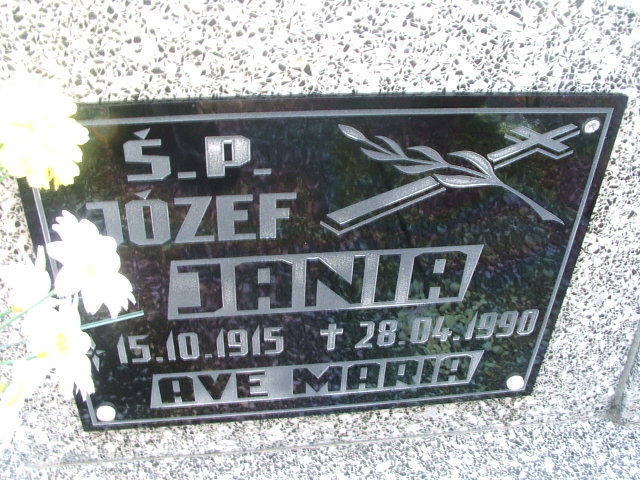 Ś.P.
JÓZEF
JANIA
* 15.10.1915 ✝ 28.04.1990
AVE MARIA